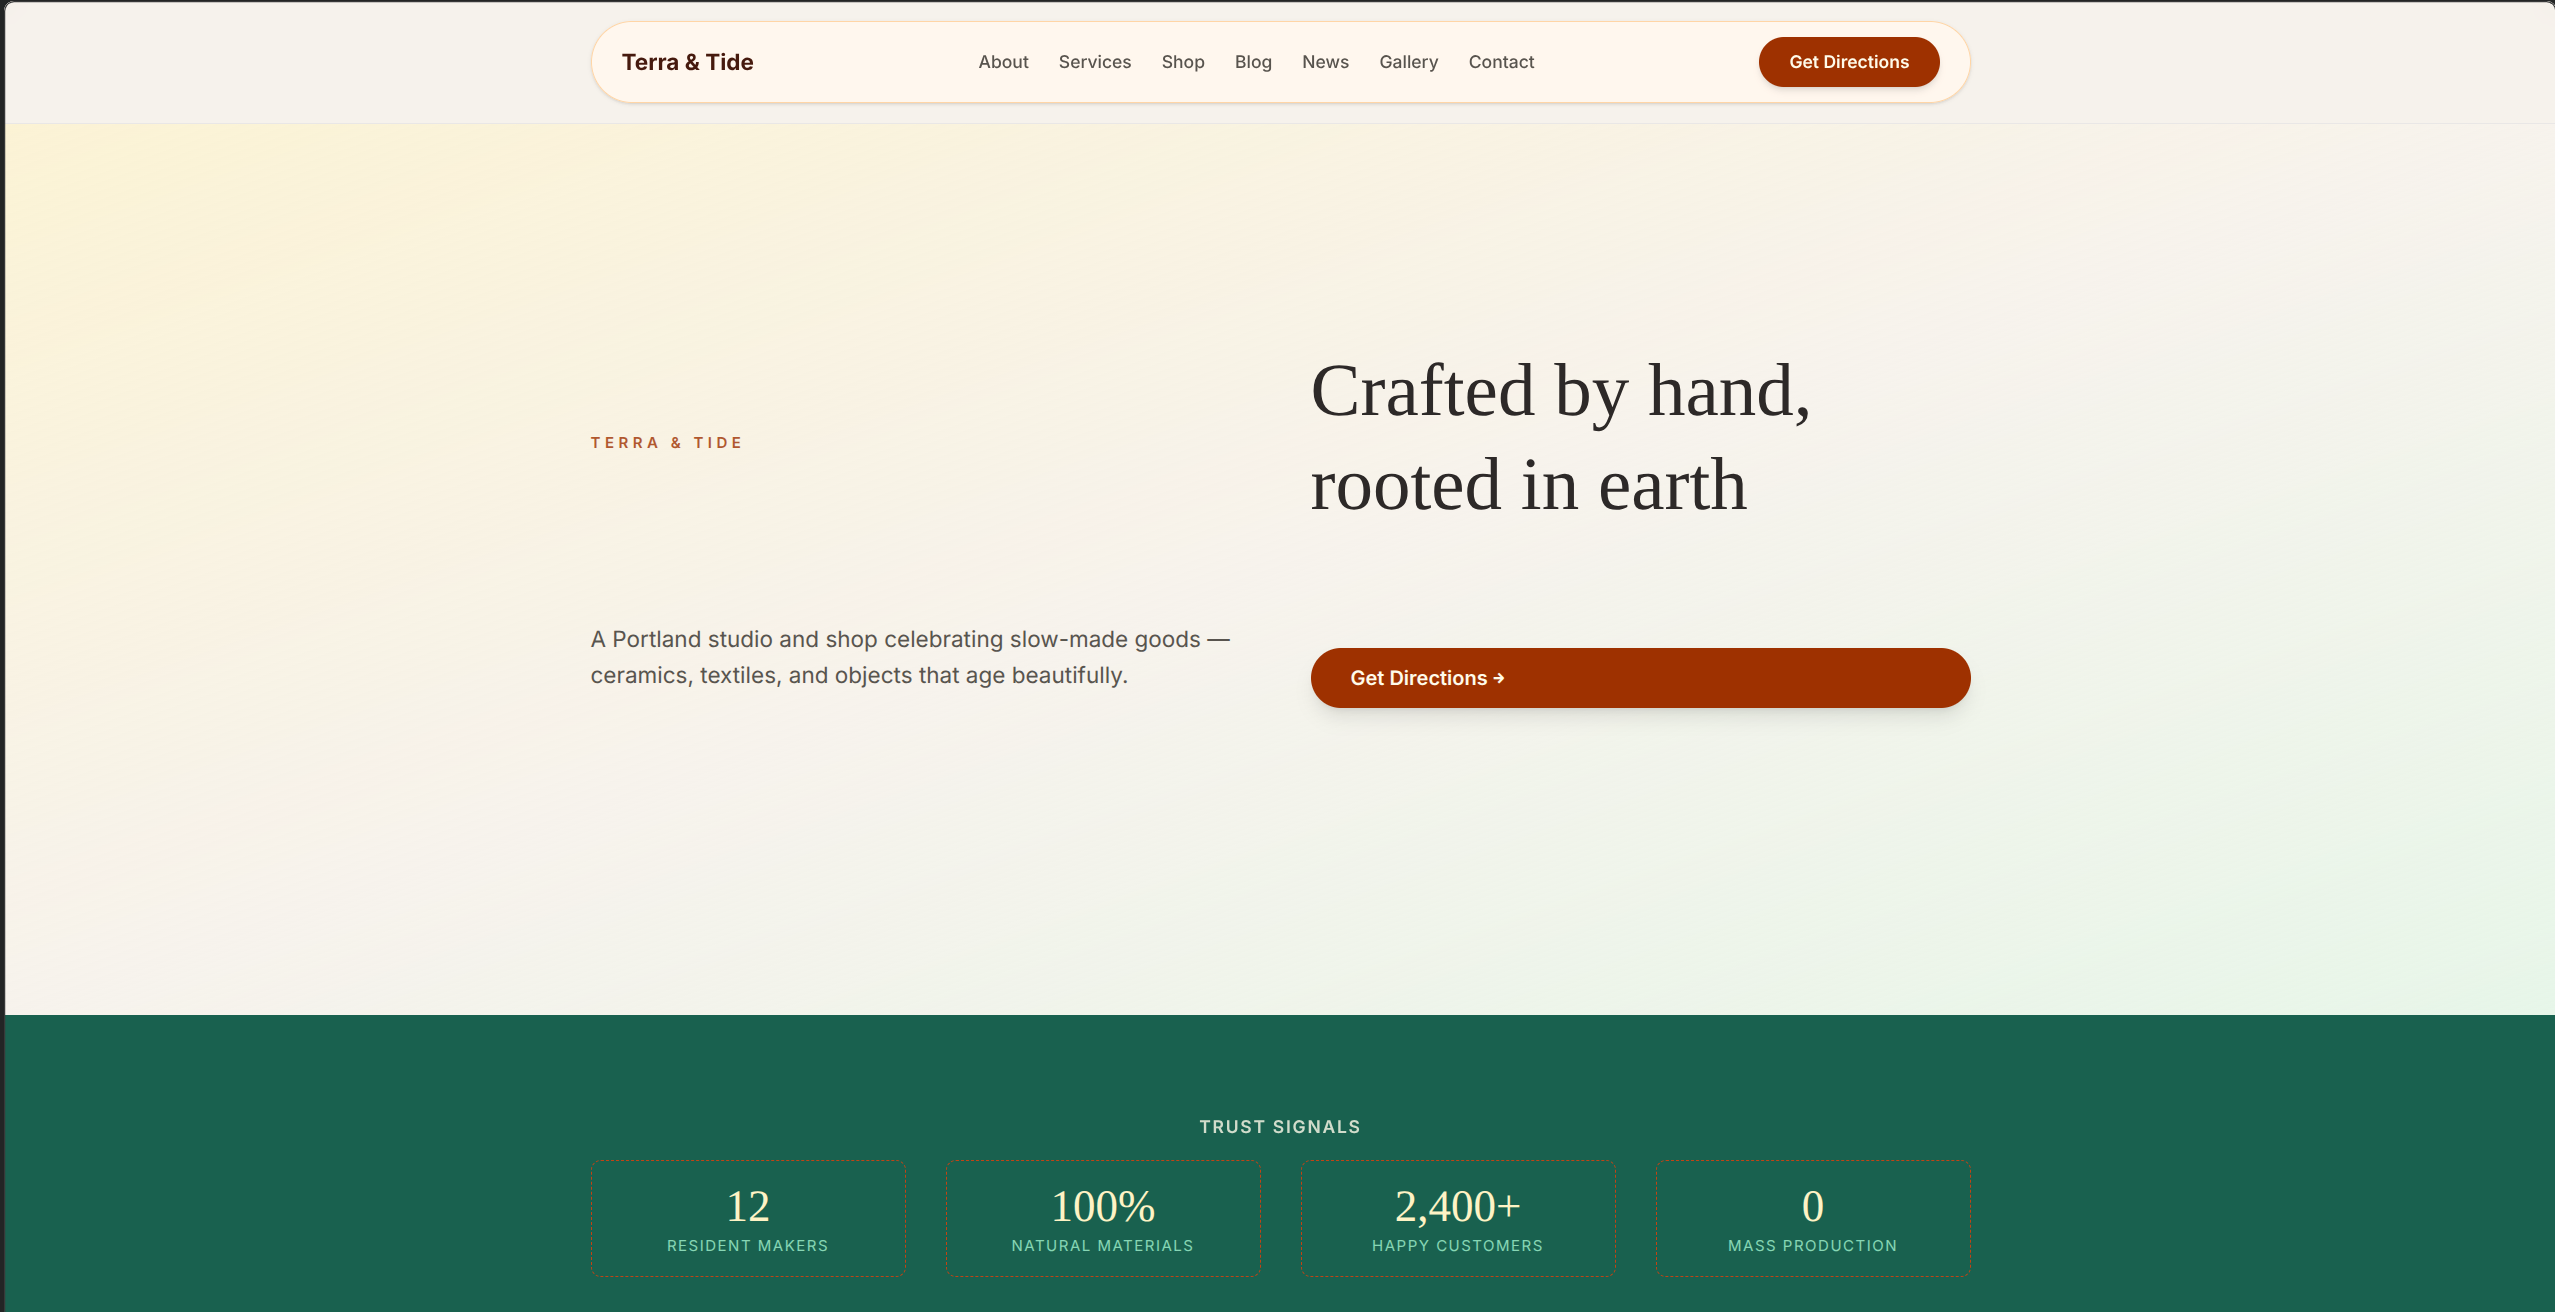 Terra & Tide
About
Services
Shop
Blog
News
Gallery
Contact
Get Directions
TERRA & TIDE
Crafted by hand,
rooted in earth
A Portland studio and shop celebrating slow-made goods —
ceramics, textiles, and objects that age beautifully.
Get Directions →
TRUST SIGNALS
12
RESIDENT MAKERS
100%
NATURAL MATERIALS
2,400+
HAPPY CUSTOMERS
0
MASS PRODUCTION